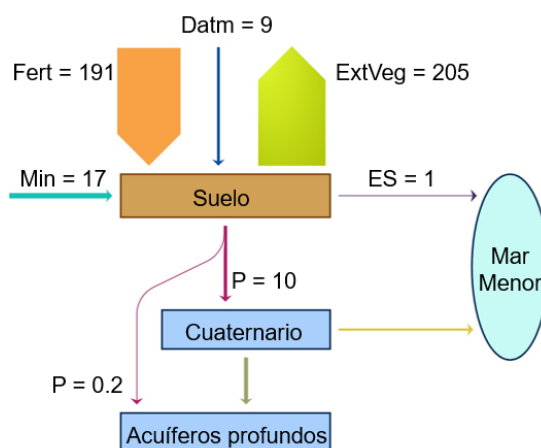 Datm = 9
Fert = 191
ExtVeg = 205
Min = 17
Suelo
ES = 1
Mar
Menor
P = 10
Cuaternario
P = 0.2
Acuíferos profundos